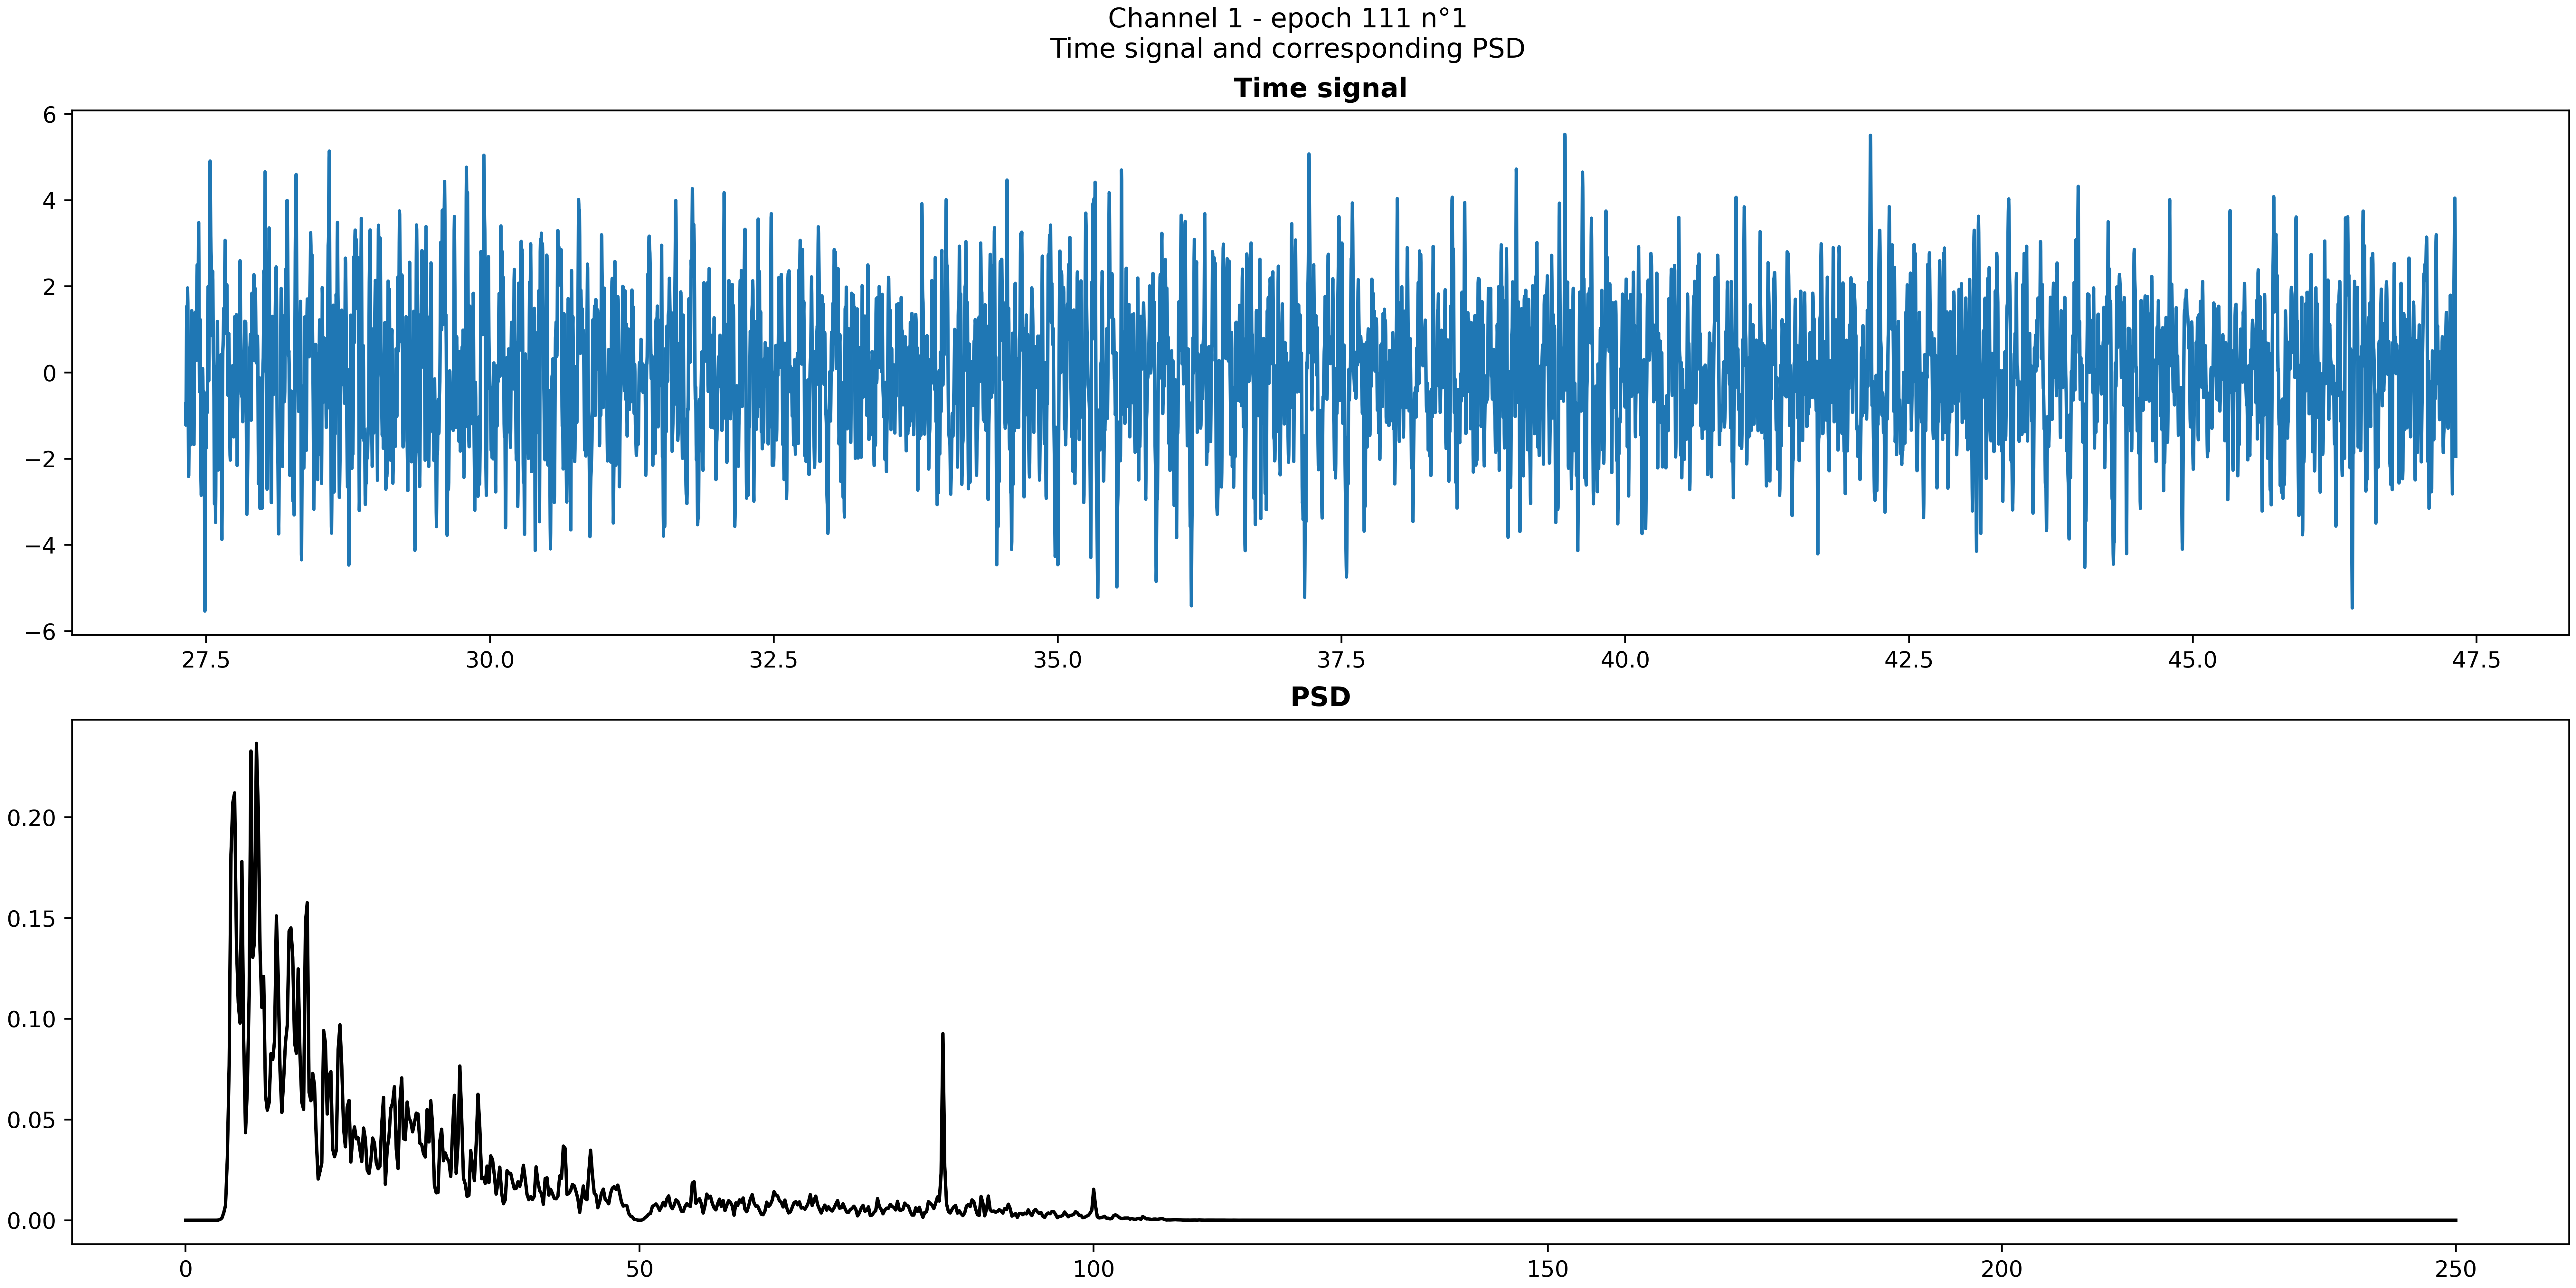 Channel 1 - epoch 111 n°1
Time signal and corresponding PSD
Time signal
6
4
2
0
−2
−4
−6
27.5 30.0 32.5 35.0 37.5 40.0 42.5 45.0 47.5
PSD
0.20
0.15
0.10
0.05
0.00
0 50 100 150 200 250